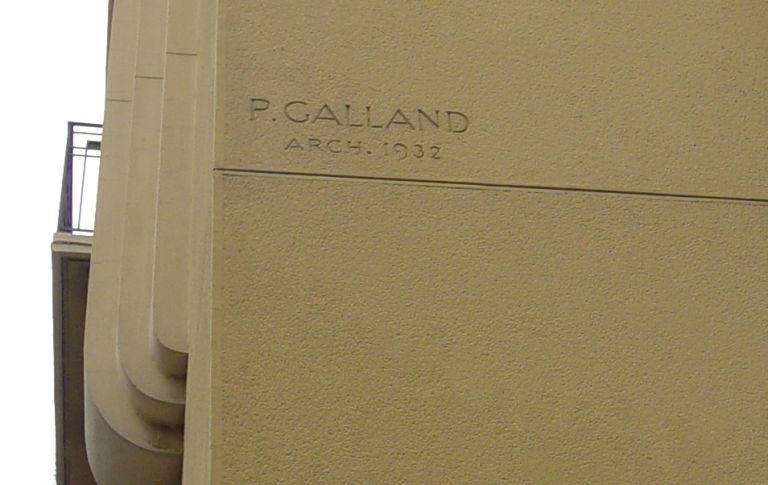 P. GALLAND
ARCH. 1932